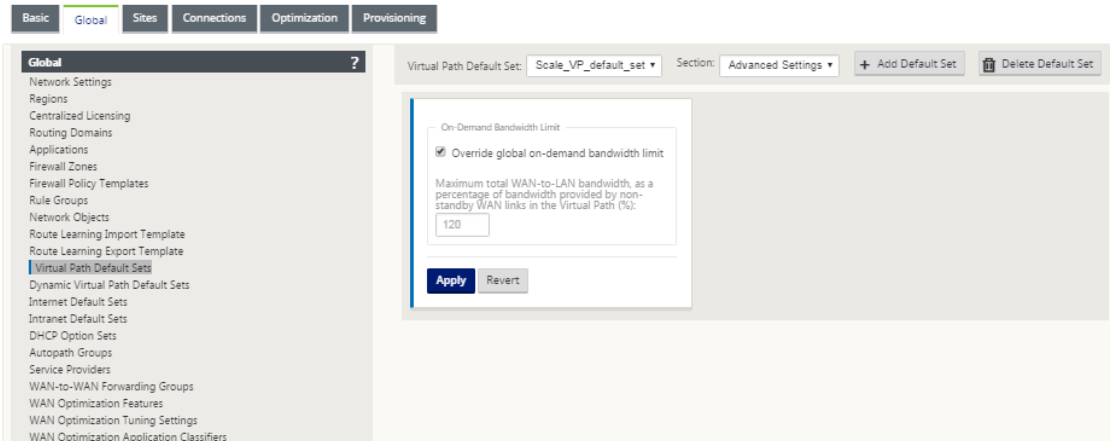 Basic
Global
Sites
Connections
Optimization
Provisioning
Global ?
Network Settings
Regions
Centralized Licensing
Routing Domains
Applications
Firewall Zones
Firewall Policy Templates
Rule Groups
Network Objects
Route Learning Import Template
Route Learning Export Template
Virtual Path Default Sets
Dynamic Virtual Path Default Sets
Internet Default Sets
Intranet Default Sets
DHCP Option Sets
Autopath Groups
Service Providers
WAN-to-WAN Forwarding Groups
WAN Optimization Features
WAN Optimization Tuning Settings
WAN Optimization Application Classifiers
Virtual Path Default Set: Scale_VP_default_set Section: Advanced Settings + Add Default Set Delete Default Set
On-Demand Bandwidth Limit
Override global on-demand bandwidth limit
Maximum total WAN-to-LAN bandwidth, as a
percentage of bandwidth provided by non-
standby WAN links in the Virtual Path (%):
120
Apply Revert